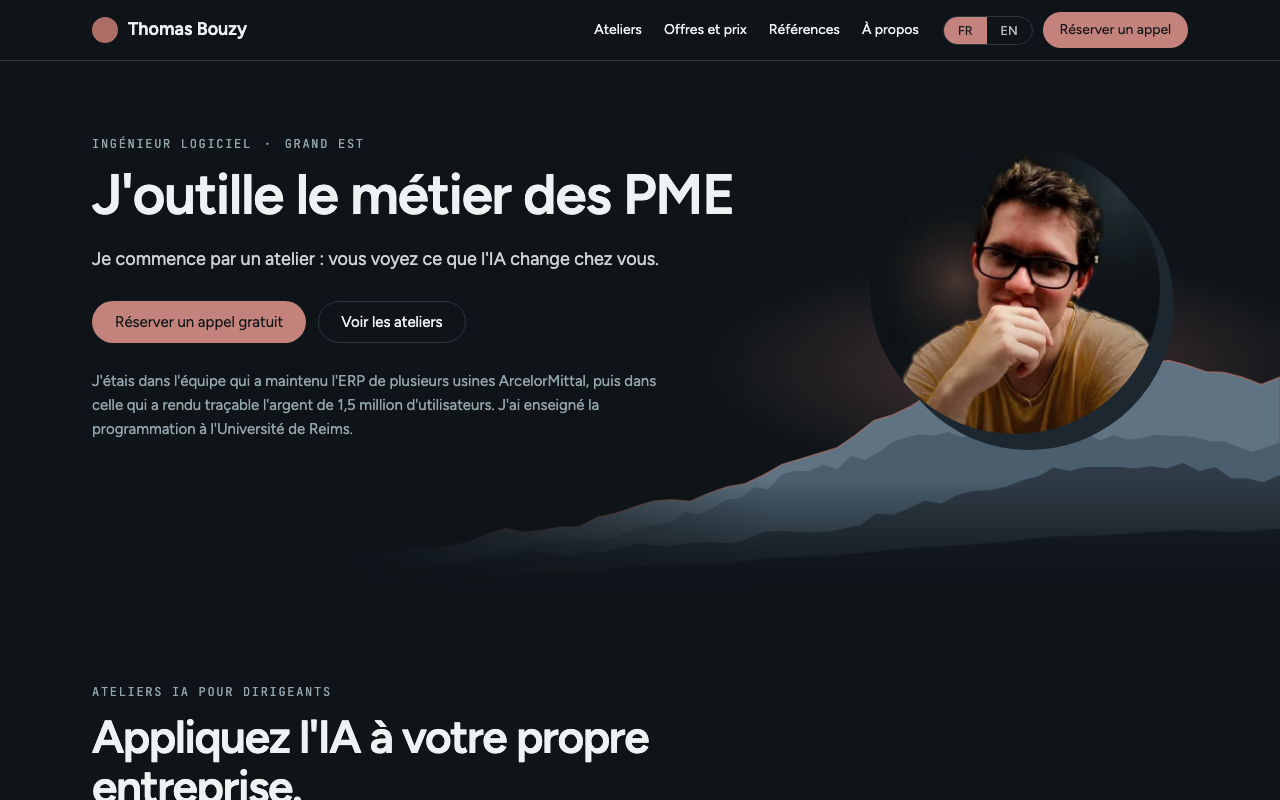 Thomas Bouzy
Ateliers
Offres et prix
Références
À propos
FR
EN
Réserver un appel
INGÉNIEUR LOGICIEL · GRAND EST
J'outille le métier des PME
Je commence par un atelier : vous voyez ce que l'IA change chez vous.
Réserver un appel gratuit
Voir les ateliers
J'étais dans l'équipe qui a maintenu l'ERP de plusieurs usines ArcelorMittal, puis dans
celle qui a rendu traçable l'argent de 1,5 million d'utilisateurs. J'ai enseigné la
programmation à l'Université de Reims.
ATELIERS IA POUR DIRIGEANTS
Appliquez l'IA à votre propre
entreprise.